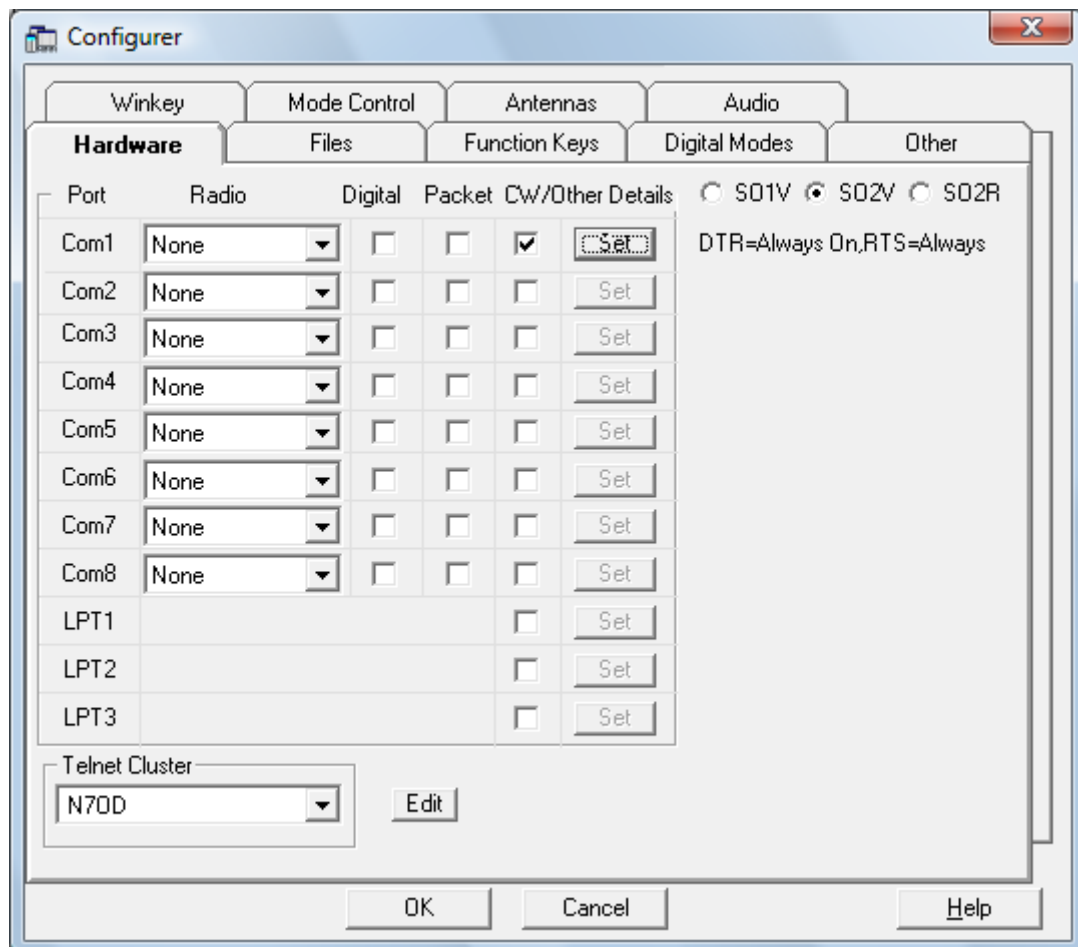 Configurer
Winkey Mode Control Antennas Audio
Hardware Files Function Keys Digital Modes Other
Port Radio Digital Packet CW/Other Details SO1V SO2V SO2R
Com1 None Set DTR=Always On,RTS=Always
Com2 None Set
Com3 None Set
Com4 None Set
Com5 None Set
Com6 None Set
Com7 None Set
Com8 None Set
LPT1 Set
LPT2 Set
LPT3 Set
Telnet Cluster
N7OD Edit
OK Cancel Help